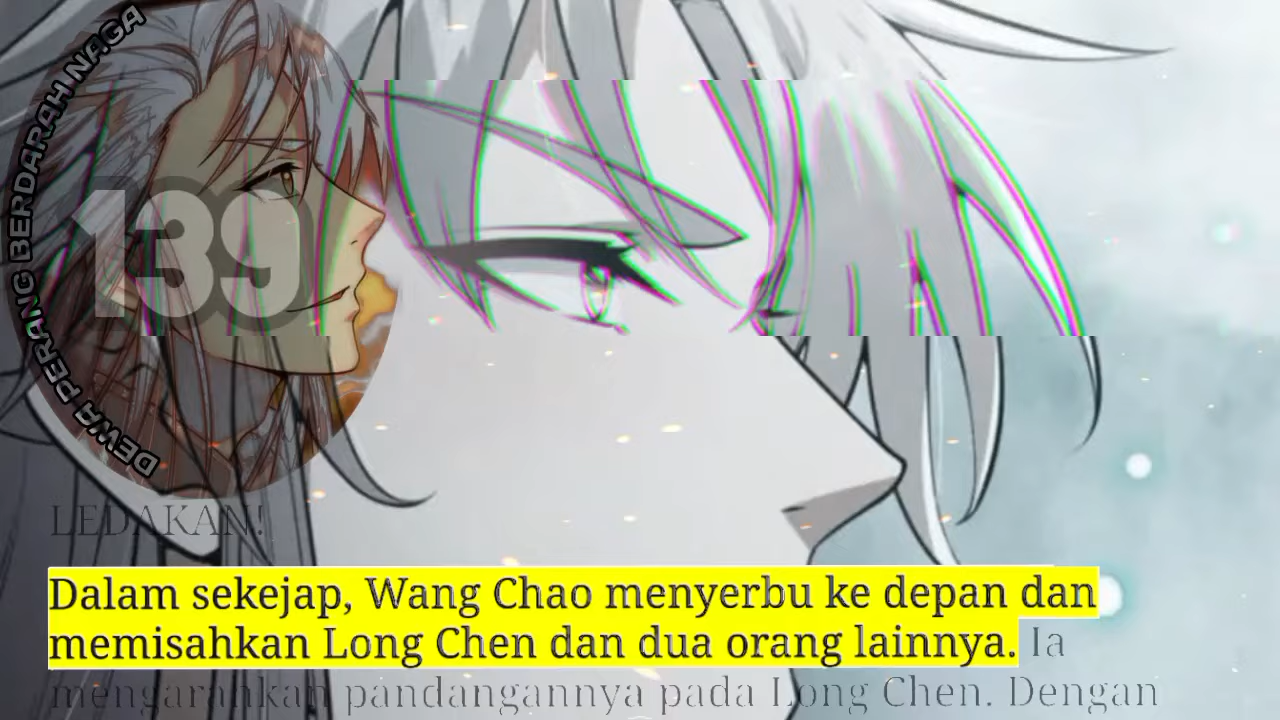 DEWA PERANG BERDARAH NAGA
139
LEDAKAN!
Dalam sekejap, Wang Chao menyerbu ke depan dan
memisahkan Long Chen dan dua orang lainnya. Ia
mengarahkan pandangannya pada Long Chen. Dengan